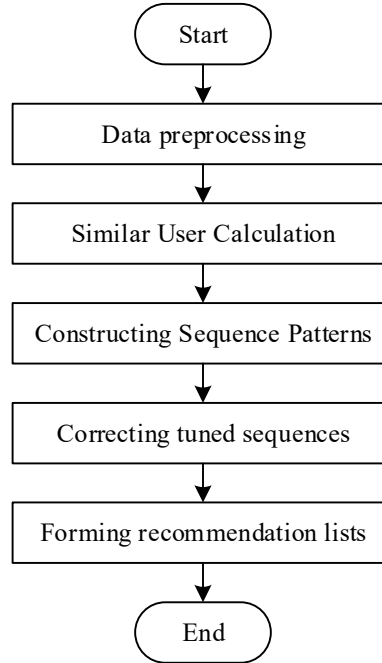 Start
Data preprocessing
Similar User Calculation
Constructing Sequence Patterns
Correcting tuned sequences
Forming recommendation lists
End